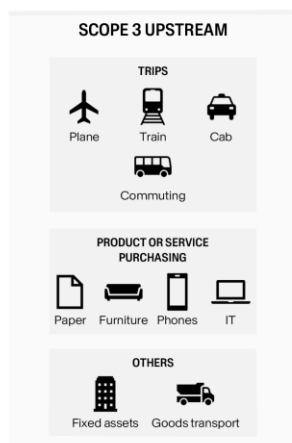 SCOPE 3 UPSTREAM
TRIPS
Plane Train Cab
Commuting
PRODUCT OR SERVICE
PURCHASING
Paper Furniture Phones IT
OTHERS
Fixed assets Goods transport